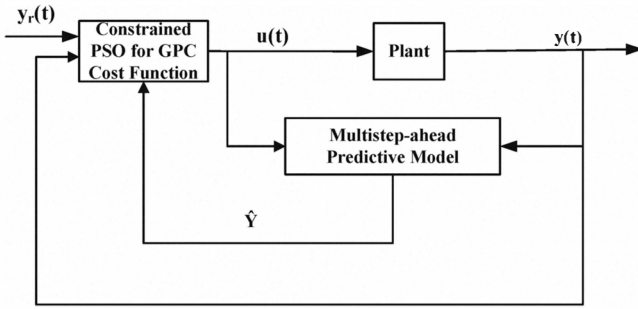 yr(t)
Constrained
PSO for GPC
Cost Function
u(t)
Plant
y(t)
Multistep-ahead
Predictive Model
Ŷ